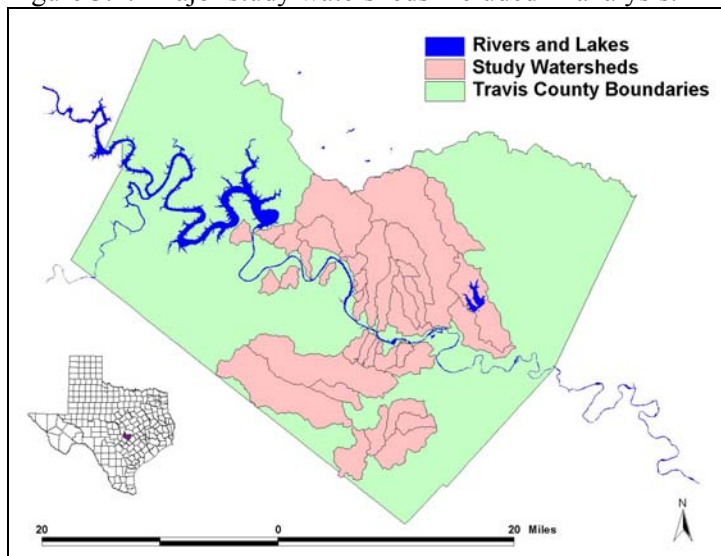 Rivers and Lakes
Study Watersheds
Travis County Boundaries
N
20 0 20 Miles